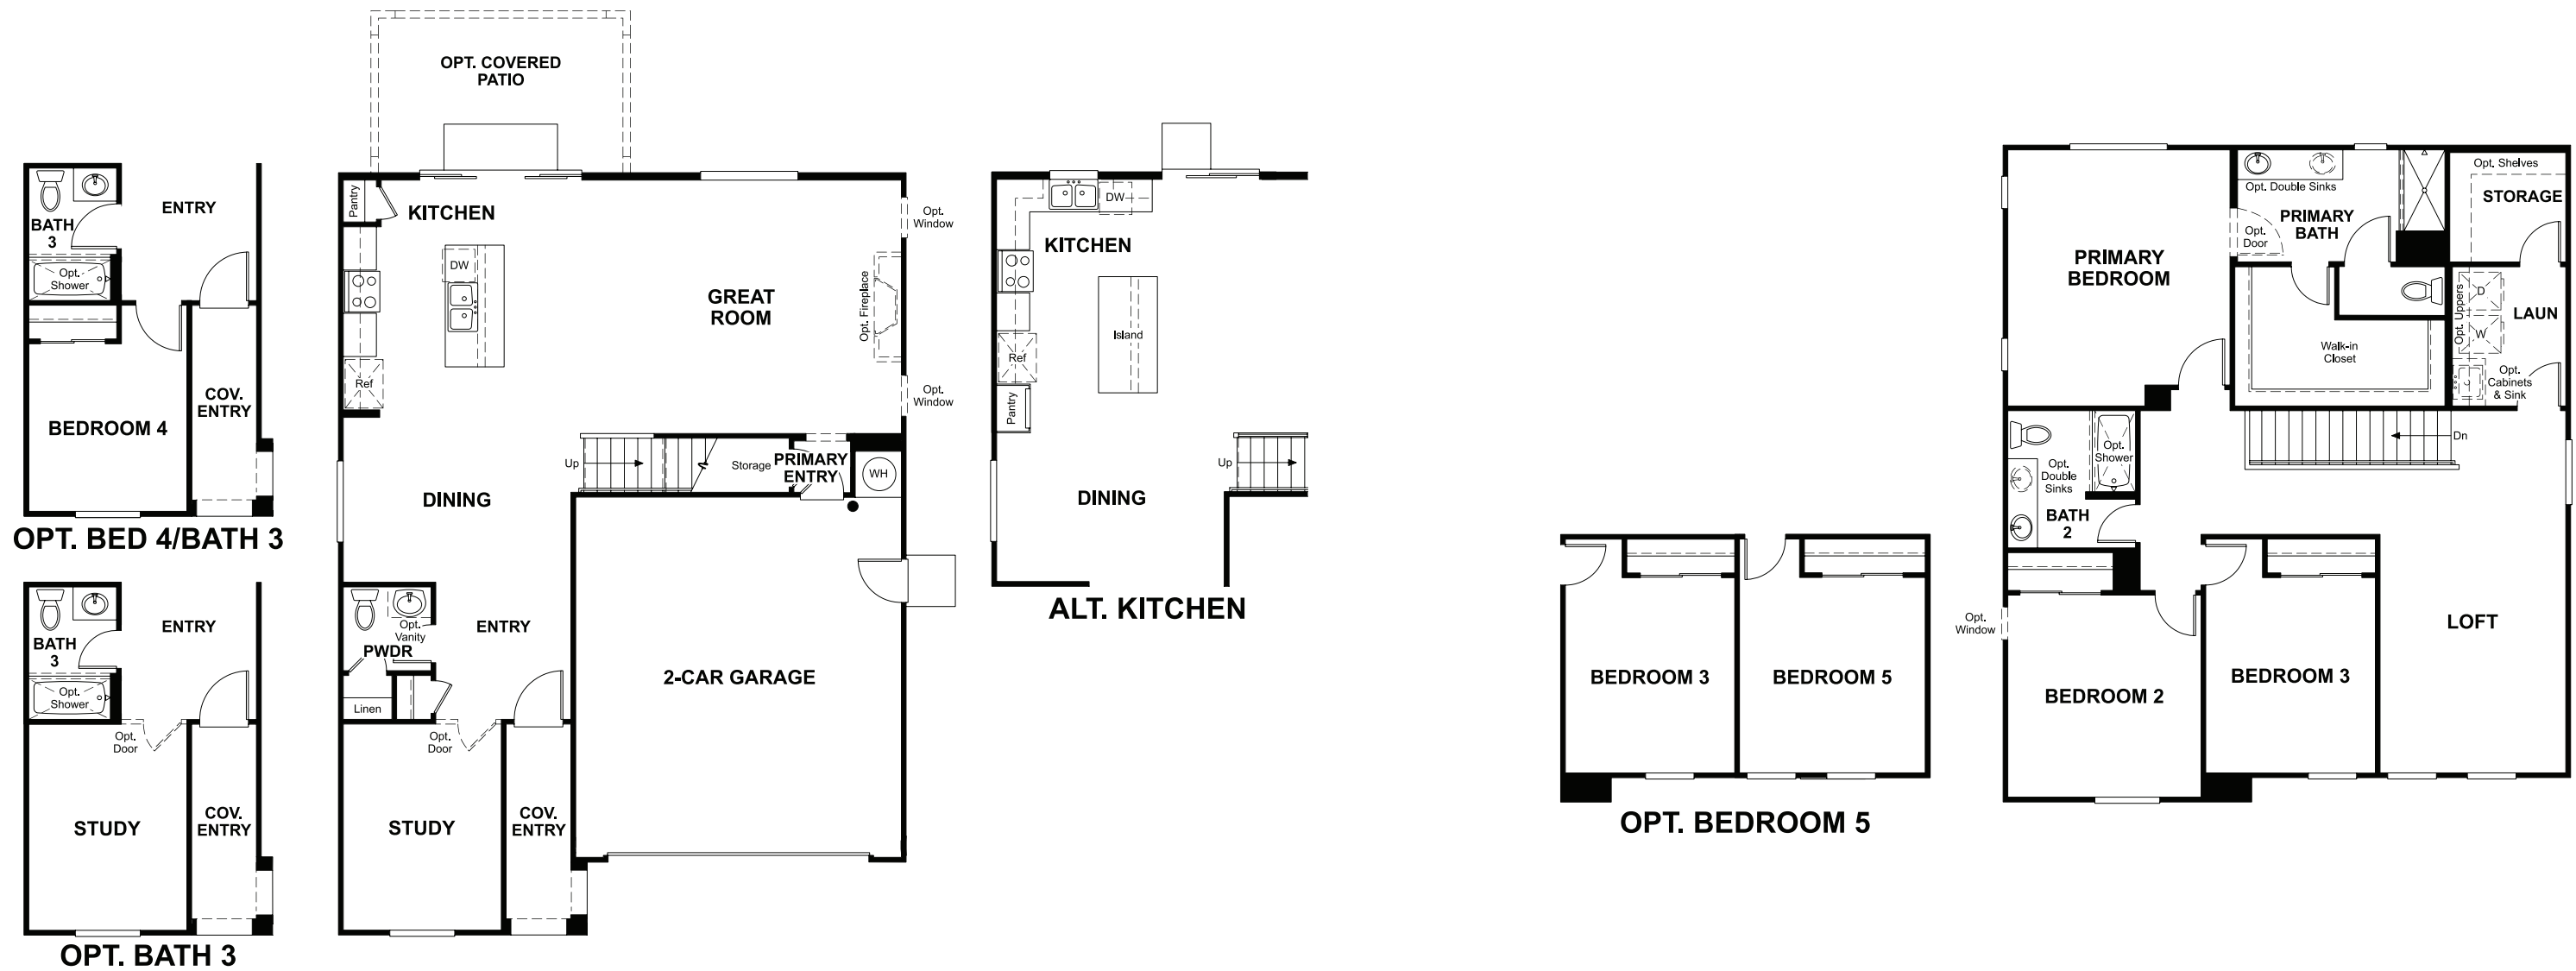 BATH
3
ENTRY
Opt.
Shower
BEDROOM 4
COV.
ENTRY
OPT. BED 4/BATH 3
BATH
3
ENTRY
Opt.
Shower
Opt.
Door
STUDY
COV.
ENTRY
OPT. BATH 3
OPT. COVERED
PATIO
Pantry
KITCHEN
Opt.
Window
DW
GREAT
ROOM
Opt. Fireplace
Ref
Opt.
Window
Up
Storage
PRIMARY
ENTRY
WH
DINING
Opt.
Vanity
ENTRY
PWDR
Linen
2-CAR GARAGE
Opt.
Door
STUDY
COV.
ENTRY
DW
KITCHEN
Island
Ref
Pantry
Up
DINING
ALT. KITCHEN
BEDROOM 3
BEDROOM 5
OPT. BEDROOM 5
Opt. Double Sinks
Opt. Shelves
STORAGE
PRIMARY
BATH
Opt.
Door
PRIMARY
BEDROOM
Opt. Uppers
D
LAUN
W
Walk-in
Closet
Opt.
Cabinets
& Sink
Dn
Opt.
Shower
Opt.
Double
Sinks
BATH
2
Opt.
Window
LOFT
BEDROOM 2
BEDROOM 3